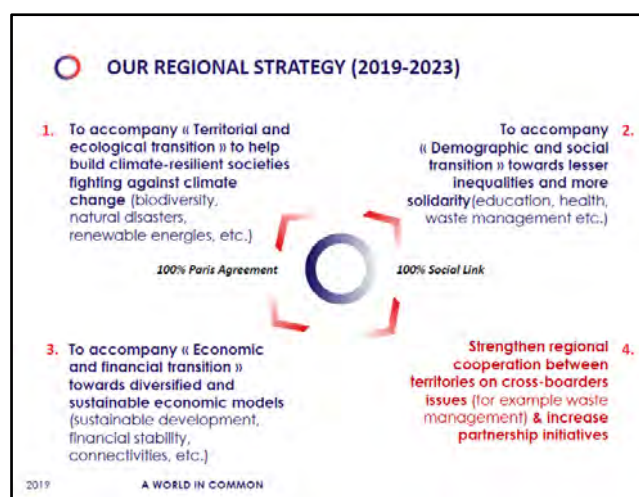 OUR REGIONAL STRATEGY (2019-2023)
1. To accompany « Territorial and
ecological transition » to help
build climate-resilient societies
fighting against climate
change (biodiversity,
natural disasters,
renewable energies, etc.)
2.
To accompany
« Demographic and social
transition » towards lesser
inequalities and more
solidarity(education, health,
waste management etc.)
100% Paris Agreement
100% Social Link
3. To accompany « Economic
and financial transition »
towards diversified and
sustainable economic models
(sustainable development,
financial stability,
connectivities, etc.)
4.
Strengthen regional
cooperation between
territories on cross-boarders
issues (for example waste
management) & increase
partnership initiatives
2019
A WORLD IN COMMON